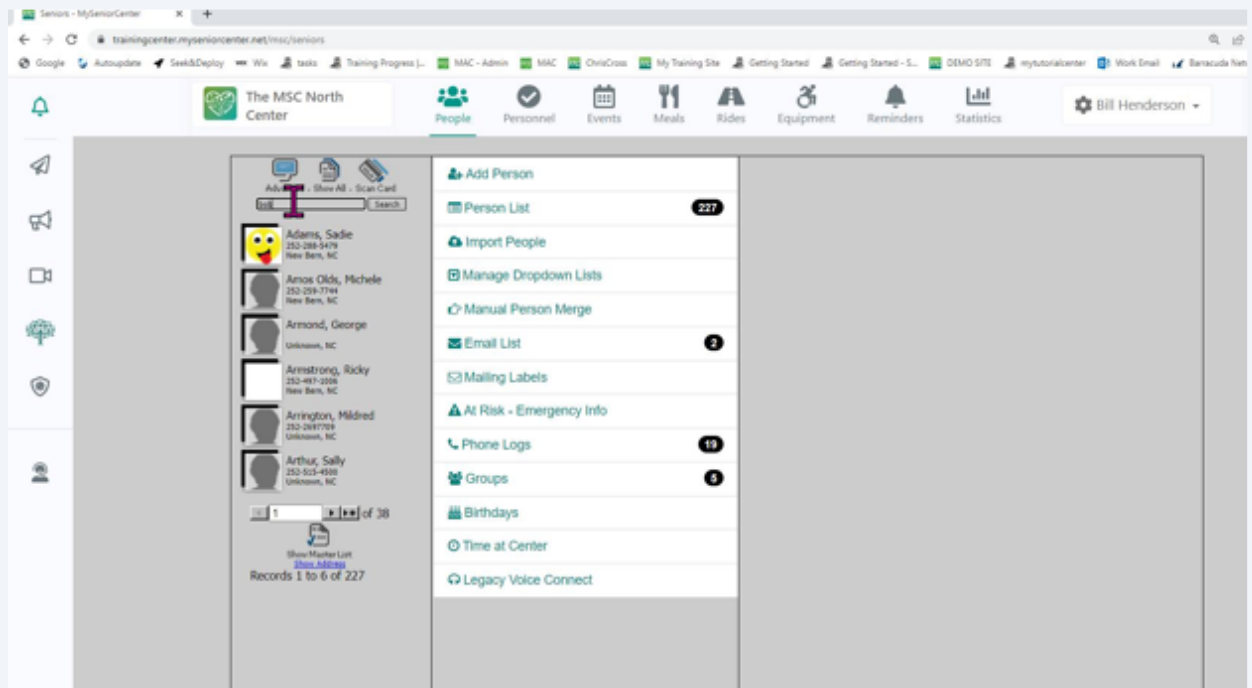 Seniors - MySeniorCenter
trainingcenter.myseniorcenter.net/msc/seniors
Google Autoupdate Seek&Deploy Wix tasks Training Progress |... MAC - Admin MAC ChrisCross My Training Site Getting Started Getting Started - S... DEMO SITE mytutorialcenter Work Email Barracuda Net
The MSC North
Center
People Personnel Events Meals Rides Equipment Reminders Statistics
Bill Henderson
Show All - Scan Card
Search
Adams, Sadie
252-288-5479
New Bern, NC
Amos Olds, Michele
252-259-7744
New Bern, NC
Armond, George
Unknown, NC
Armstrong, Ricky
252-497-1006
New Bern, NC
Arrington, Mildred
252-2697709
Unknown, NC
Arthur, Sally
252-515-4500
Unknown, NC
1 of 38
Show Master List
Show Address
Records 1 to 6 of 227
Add Person
Person List 227
Import People
Manage Dropdown Lists
Manual Person Merge
Email List 2
Mailing Labels
At Risk - Emergency Info
Phone Logs 19
Groups 5
Birthdays
Time at Center
Legacy Voice Connect